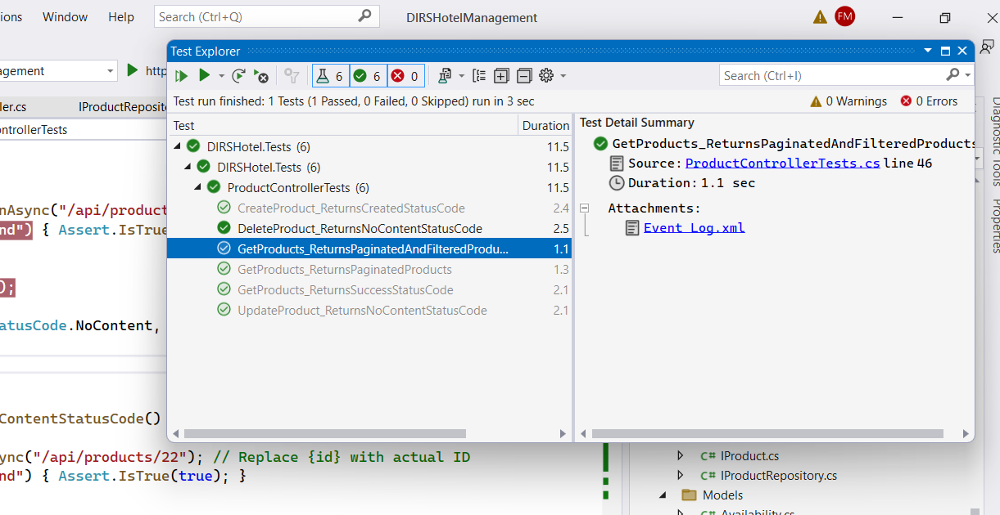 ions Window Help Search (Ctrl+Q) DIRSHotelManagement FM
agement http
Test Explorer
6 6 0 Search (Ctrl+I)
Test run finished: 1 Tests (1 Passed, 0 Failed, 0 Skipped) run in 3 sec 0 Warnings 0 Errors
ler.cs IProductReposito
ontrollerTests
Test Duration
DIRSHotel.Tests (6) 11.5
DIRSHotel.Tests (6) 11.5
ProductControllerTests (6) 11.5
CreateProduct_ReturnsCreatedStatusCode 2.4
DeleteProduct_ReturnsNoContentStatusCode 2.5
GetProducts_ReturnsPaginatedAndFilteredProdu... 1.1
GetProducts_ReturnsPaginatedProducts 1.3
GetProducts_ReturnsSuccessStatusCode 2.1
UpdateProduct_ReturnsNoContentStatusCode 2.1
Test Detail Summary
GetProducts_ReturnsPaginatedAndFilteredProducts
Source: ProductControllerTests.cs line 46
Duration: 1.1 sec
Attachments:
Event Log.xml
Diagnostic Tools
Properties
nAsync("/api/product
nd") { Assert.IsTrue
);
atusCode.NoContent,
ContentStatusCode()
ync("/api/products/22"); // Replace {id} with actual ID
nd") { Assert.IsTrue(true); }
C# IProduct.cs
C# IProductRepository.cs
Models
C# Availability.cs